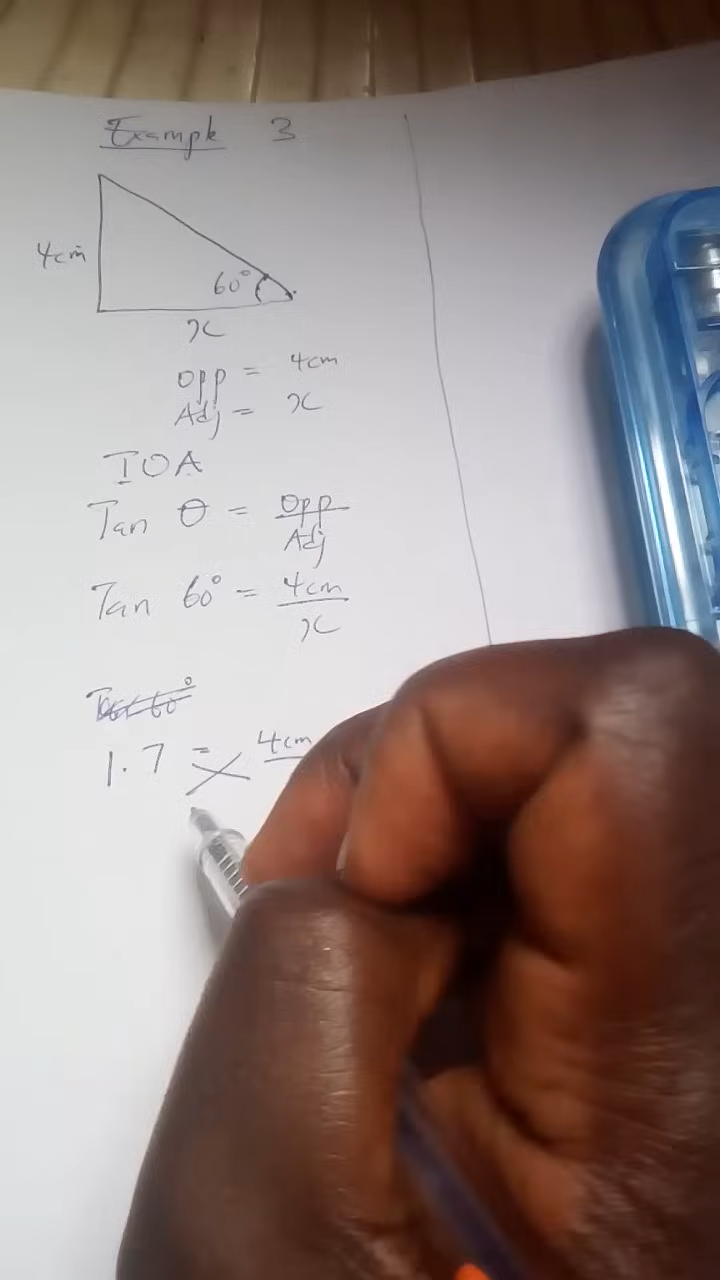 Example 3
4cm
60°
x
opp = 4cm
Adj = x
TOA
Tan θ = opp/Adj
Tan 60° = 4cm/x
1.7 = 4cm